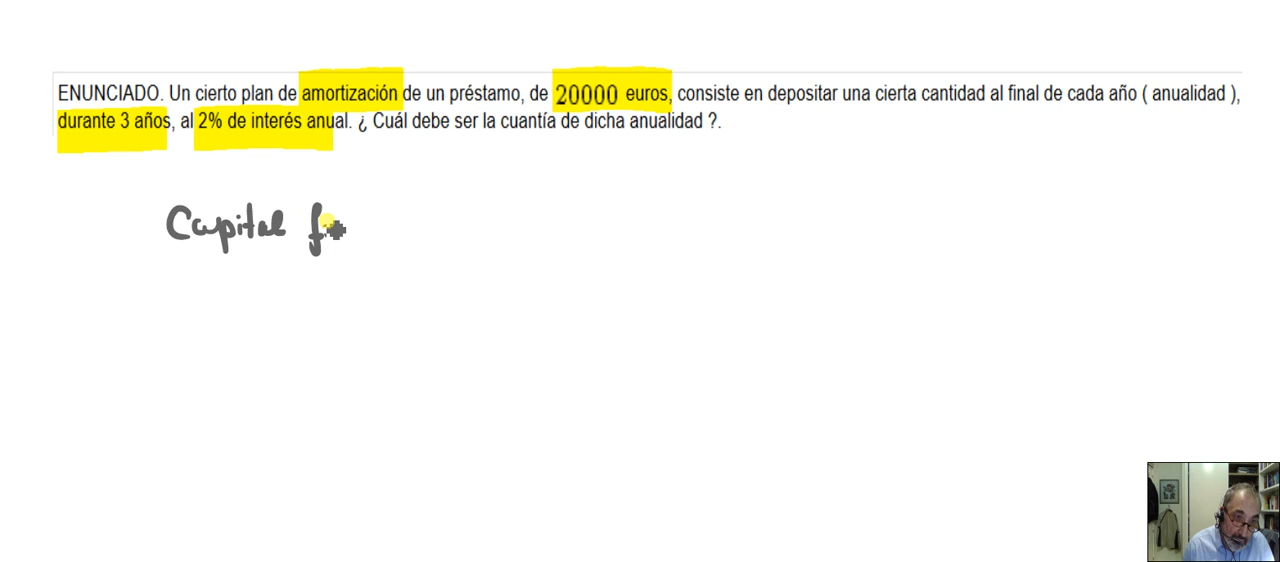 ENUNCIADO. Un cierto plan de amortización de un préstamo, de 20000 euros, consiste en depositar una cierta cantidad al final de cada año ( anualidad ),
durante 3 años, al 2% de interés anual. ¿ Cuál debe ser la cuantía de dicha anualidad ?.
Capital f